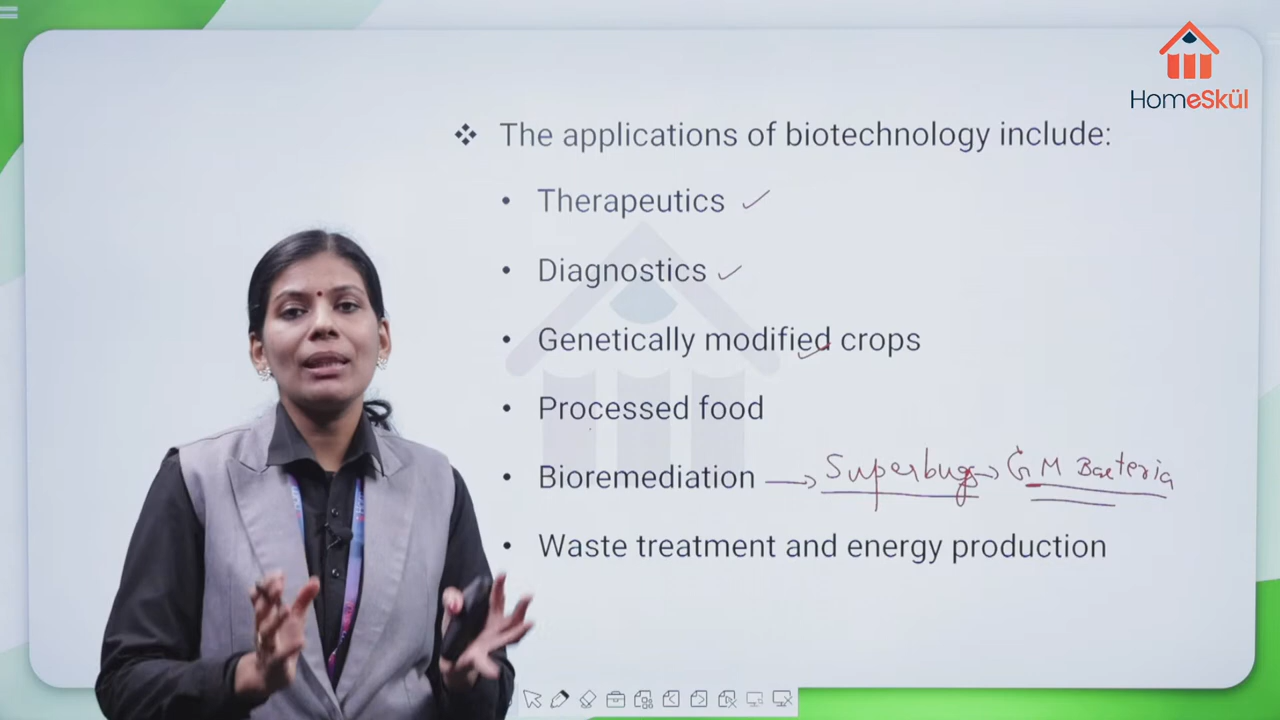 HomeSkül
❖ The applications of biotechnology include:
• Therapeutics ✓
• Diagnostics ✓
• Genetically modified crops
• Processed food
• Bioremediation → Superbugs → GM Bacteria
• Waste treatment and energy production